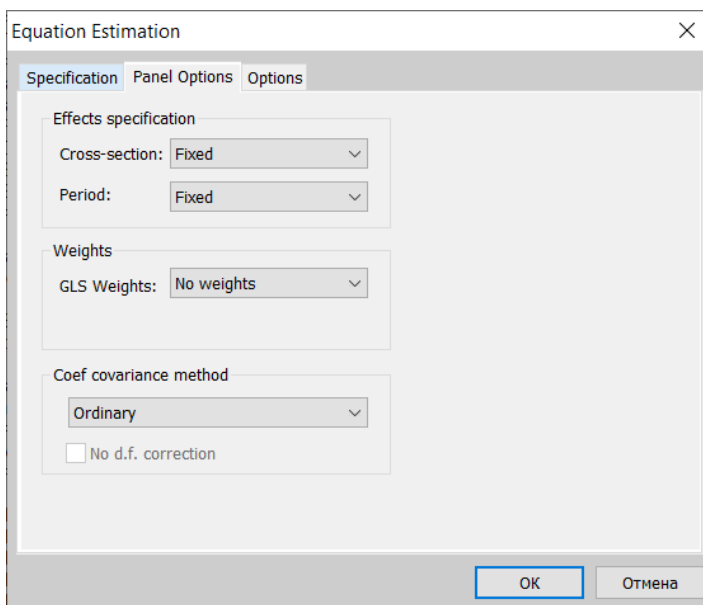 Equation Estimation
Specification Panel Options Options
Effects specification
Cross-section: Fixed
Period: Fixed
Weights
GLS Weights: No weights
Coef covariance method
Ordinary
No d.f. correction
OK Отмена